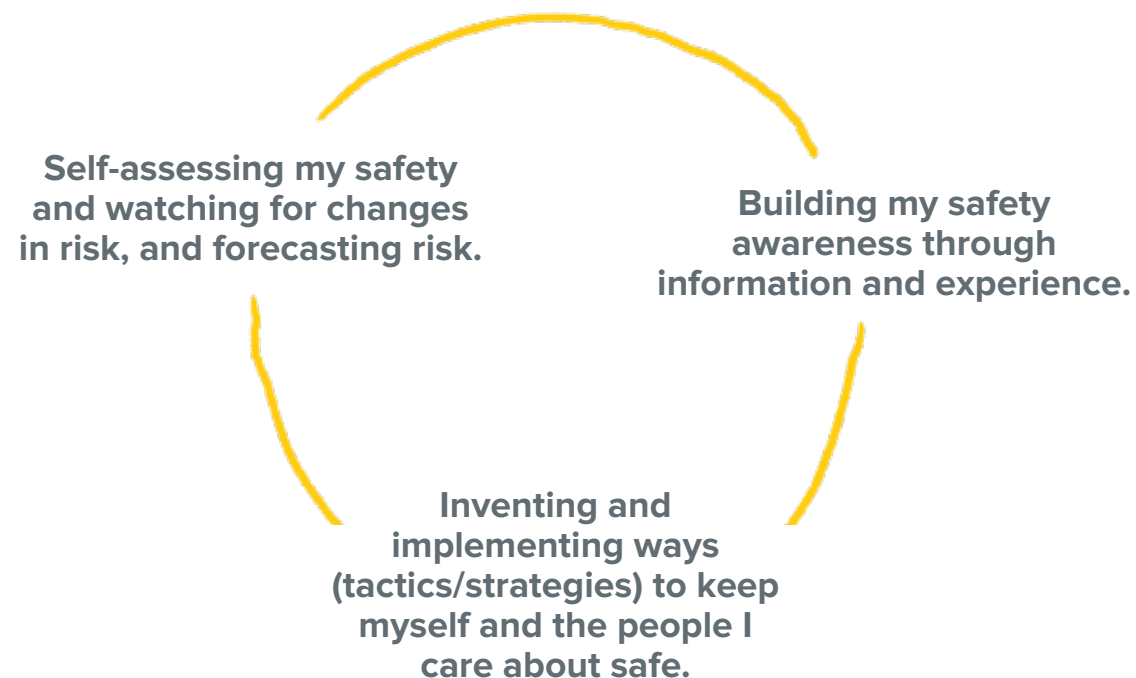 Self-assessing my safety
and watching for changes
in risk, and forecasting risk.
Building my safety
awareness through
information and experience.
Inventing and
implementing ways
(tactics/strategies) to keep
myself and the people I
care about safe.